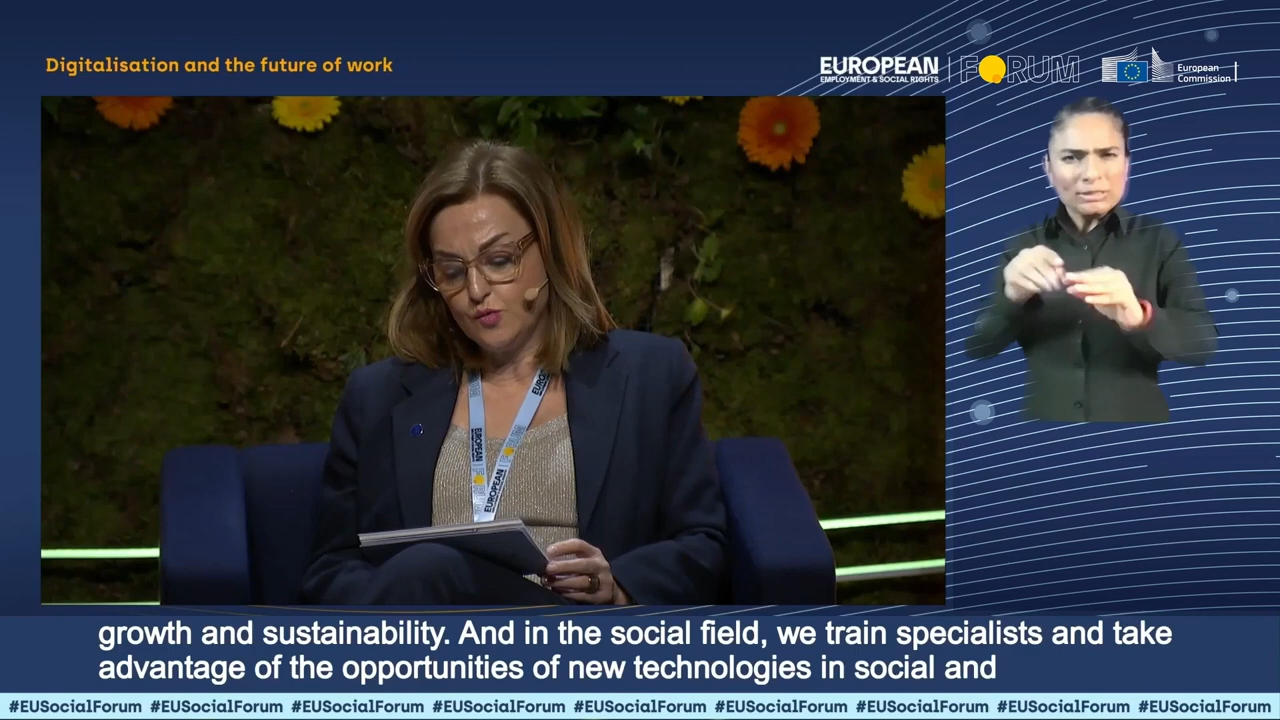 Digitalisation and the future of work
EUROPEAN
EMPLOYMENT & SOCIAL RIGHTS
FORUM
European
Commission
EUROPEAN
EURO
growth and sustainability. And in the social field, we train specialists and take
advantage of the opportunities of new technologies in social and
#EUSocialForum #EUSocialForum #EUSocialForum #EUSocialForum #EUSocialForum #EUSocialForum #EUSocialForum #EUSocialForum #EUSocialForum